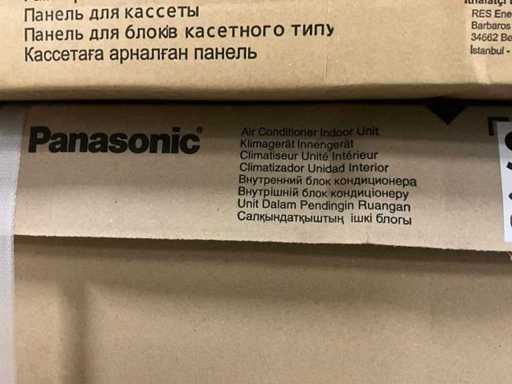 Панель для кассеты
Панель для блоків касетного типу
Кассетаға арналған панель
RES Ene
Barbaros
34662 Be
İstanbul -
Panasonic
Air Conditioner Indoor Unit
Klimagerät Innengerät
Climatiseur Unité Intérieur
Climatizador Unidad Interior
Внутренний блок кондиционера
Внутрішній блок кондиціонеру
Unit Dalam Pendingin Ruangan
Салқындатқыштың ішкі блогы